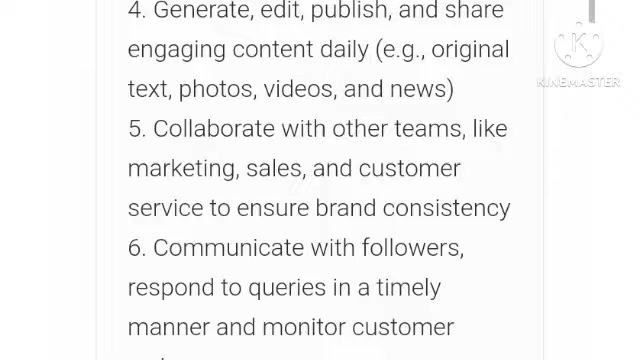 4. Generate, edit, publish, and share
engaging content daily (e.g., original
text, photos, videos, and news)
5. Collaborate with other teams, like
marketing, sales, and customer
service to ensure brand consistency
6. Communicate with followers,
respond to queries in a timely
manner and monitor customer
K
KINEMASTER